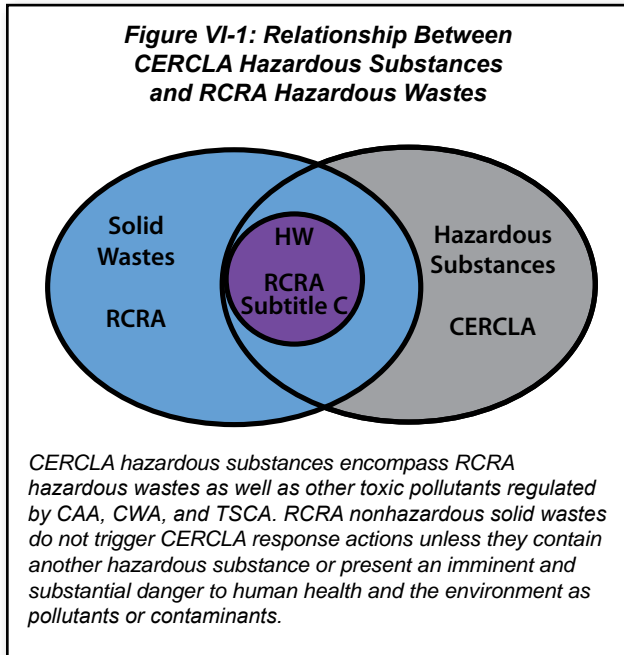 Figure VI-1: Relationship Between
CERCLA Hazardous Substances
and RCRA Hazardous Wastes
Solid
Wastes
RCRA
HW
RCRA
Subtitle C
Hazardous
Substances
CERCLA
CERCLA hazardous substances encompass RCRA
hazardous wastes as well as other toxic pollutants regulated
by CAA, CWA, and TSCA. RCRA nonhazardous solid wastes
do not trigger CERCLA response actions unless they contain
another hazardous substance or present an imminent and
substantial danger to human health and the environment as
pollutants or contaminants.